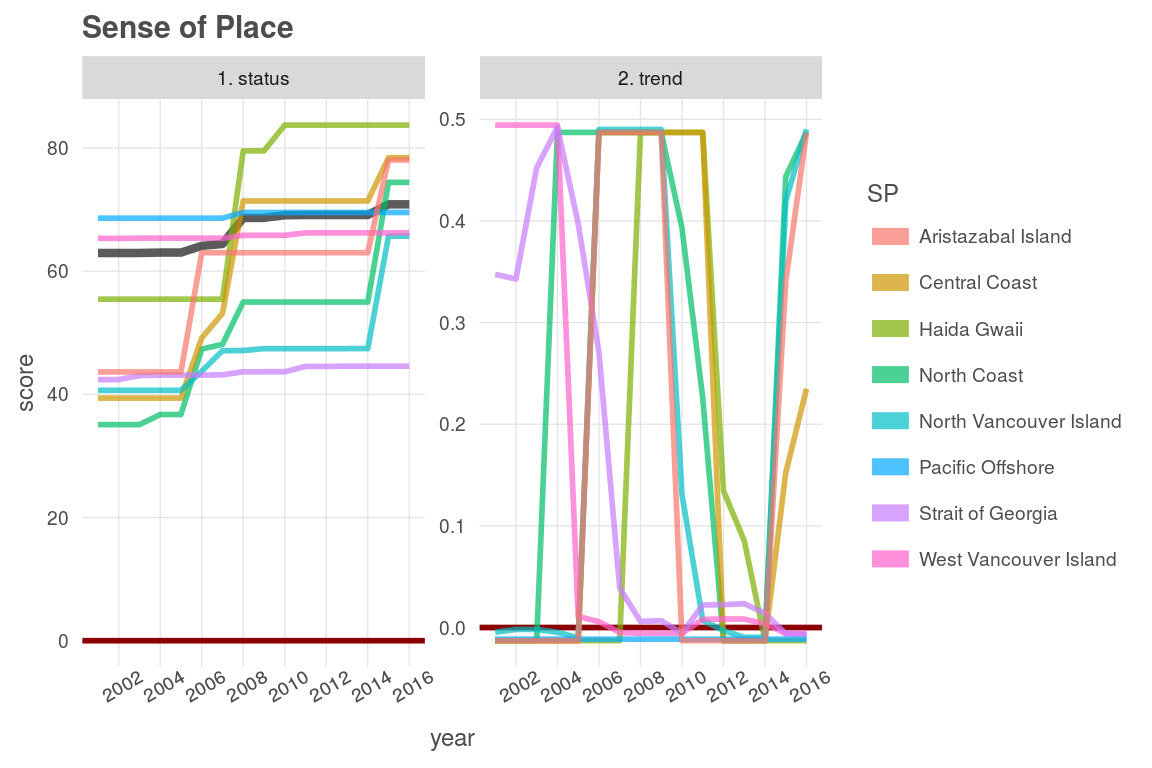 Sense of Place
1. status
2. trend
score
80
60
40
20
0
0.5
0.4
0.3
0.2
0.1
0.0
2002 2004 2006 2008 2010 2012 2014 2016
2002 2004 2006 2008 2010 2012 2014 2016
year
SP
Aristazabal Island
Central Coast
Haida Gwaii
North Coast
North Vancouver Island
Pacific Offshore
Strait of Georgia
West Vancouver Island